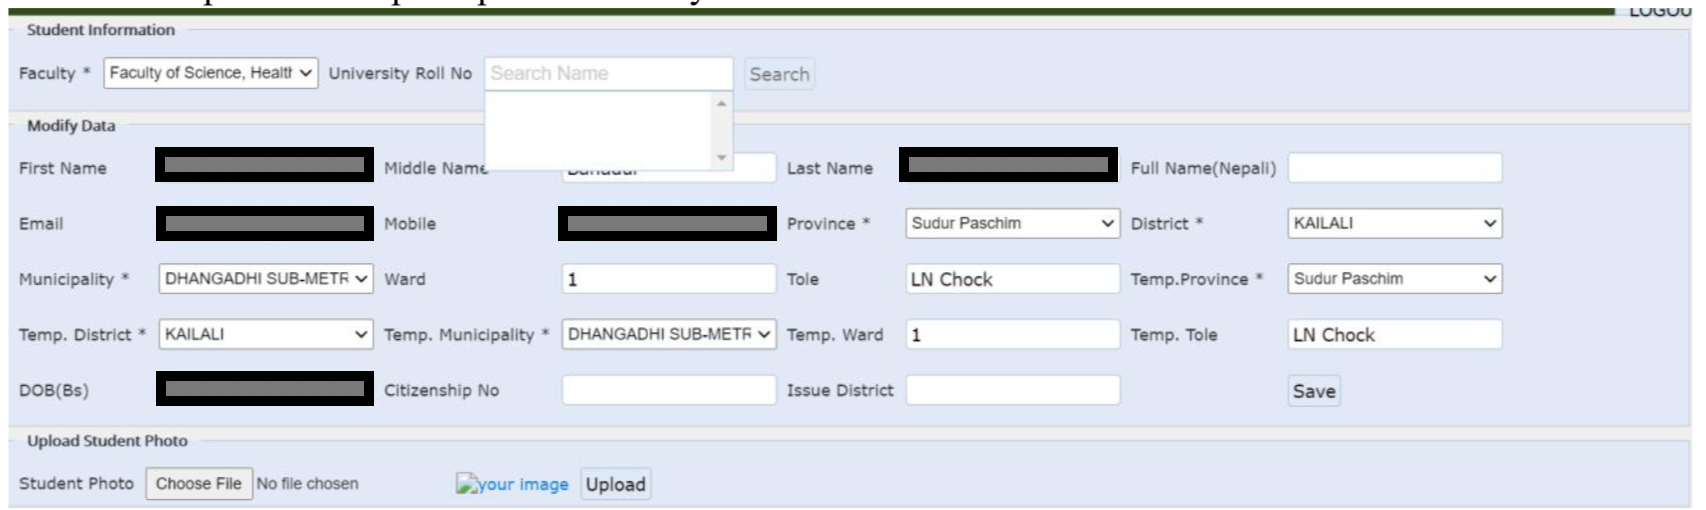 LOGOU
Student Information
Faculty * Faculty of Science, Healtl University Roll No Search Name Search
Modify Data
First Name Middle Name Last Name Full Name(Nepali)
Email Mobile Province * Sudur Paschim District * KAILALI
Municipality * DHANGADHI SUB-METR Ward 1 Tole LN Chock Temp.Province * Sudur Paschim
Temp. District * KAILALI Temp. Municipality * DHANGADHI SUB-METR Temp. Ward 1 Temp. Tole LN Chock
DOB(Bs) Citizenship No Issue District Save
Upload Student Photo
Student Photo Choose File No file chosen your image Upload